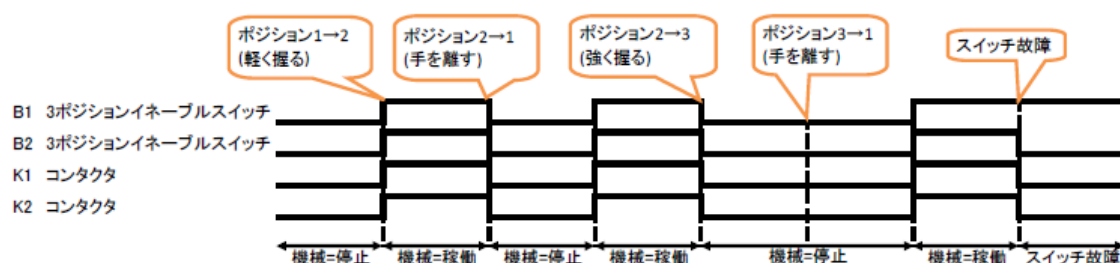 ポジション1→2
(軽く握る)
ポジション2→1
(手を離す)
ポジション2→3
(強く握る)
ポジション3→1
(手を離す)
スイッチ故障
B1 3ポジションイネーブルスイッチ
B2 3ポジションイネーブルスイッチ
K1 コンタクタ
K2 コンタクタ
機械=停止 機械=稼働 機械=停止 機械=稼働 機械=停止 機械=稼働 スイッチ故障